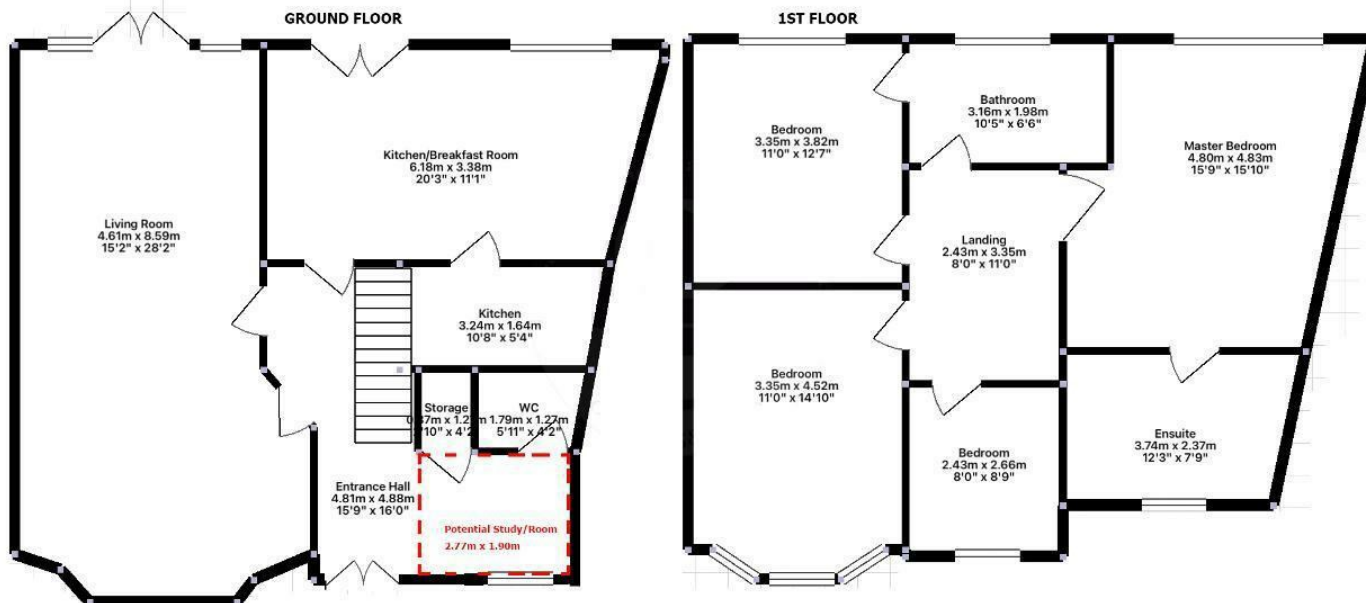 GROUND FLOOR
Living Room
4.61m x 8.59m
15'2" x 28'2"
Kitchen/Breakfast Room
6.18m x 3.38m
20'3" x 11'1"
Kitchen
3.24m x 1.64m
10'8" x 5'4"
Storage
x 4'2"
WC
1.79m x 1.27m
5'11" x 4'2"
Entrance Hall
4.81m x 4.88m
15'9" x 16'0"
Potential Study/Room
2.77m x 1.90m
1ST FLOOR
Bedroom
3.35m x 3.82m
11'0" x 12'7"
Bathroom
3.16m x 1.98m
10'5" x 6'6"
Master Bedroom
4.80m x 4.83m
15'9" x 15'10"
Landing
2.43m x 3.35m
8'0" x 11'0"
Bedroom
3.35m x 4.52m
11'0" x 14'10"
Bedroom
2.43m x 2.66m
8'0" x 8'9"
Ensuite
3.74m x 2.37m
12'3" x 7'9"